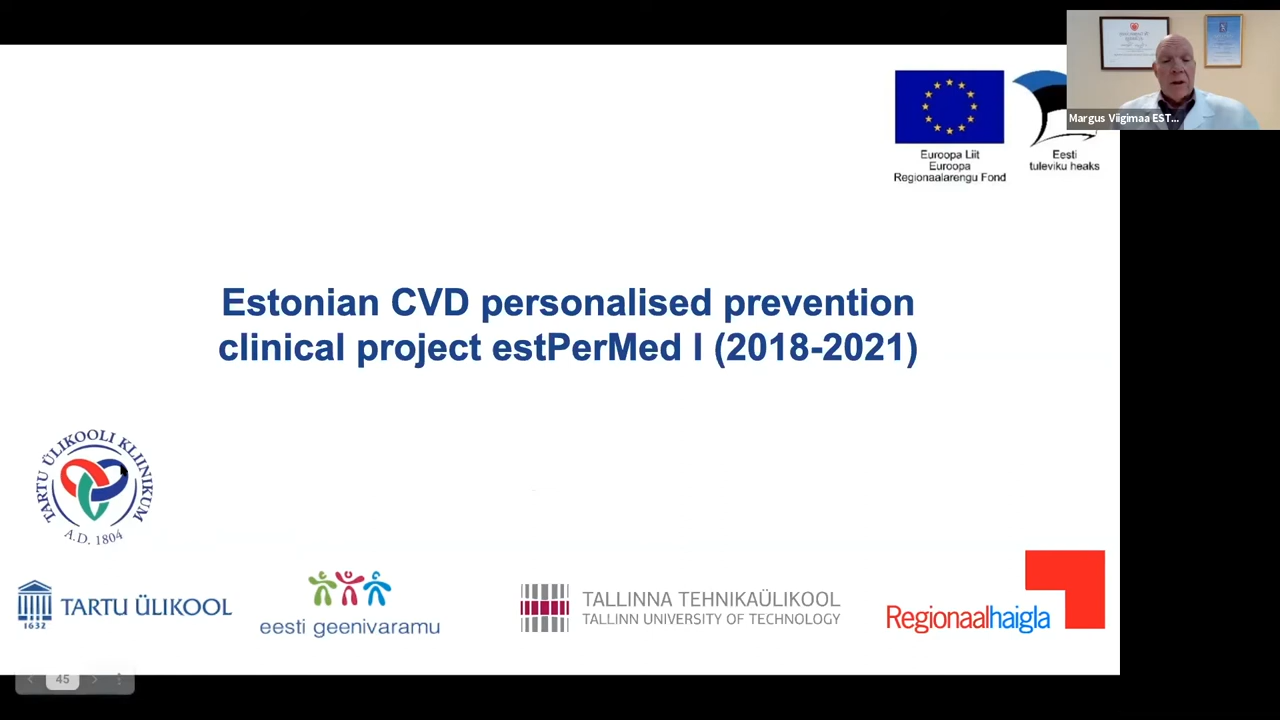 Margus Viigimaa EST...
Euroopa Liit
Euroopa
Regionaalarengu Fond
Eesti
tuleviku heaks
Estonian CVD personalised prevention
clinical project estPerMed I (2018-2021)
TARTU ÜLIKOOLI KLIINIKUM
A.D. 1804
1632
TARTU ÜLIKOOL
eesti geenivaramu
TALLINNA TEHNIKAÜLIKOOL
TALLINN UNIVERSITY OF TECHNOLOGY
Regionaalhaigla
45